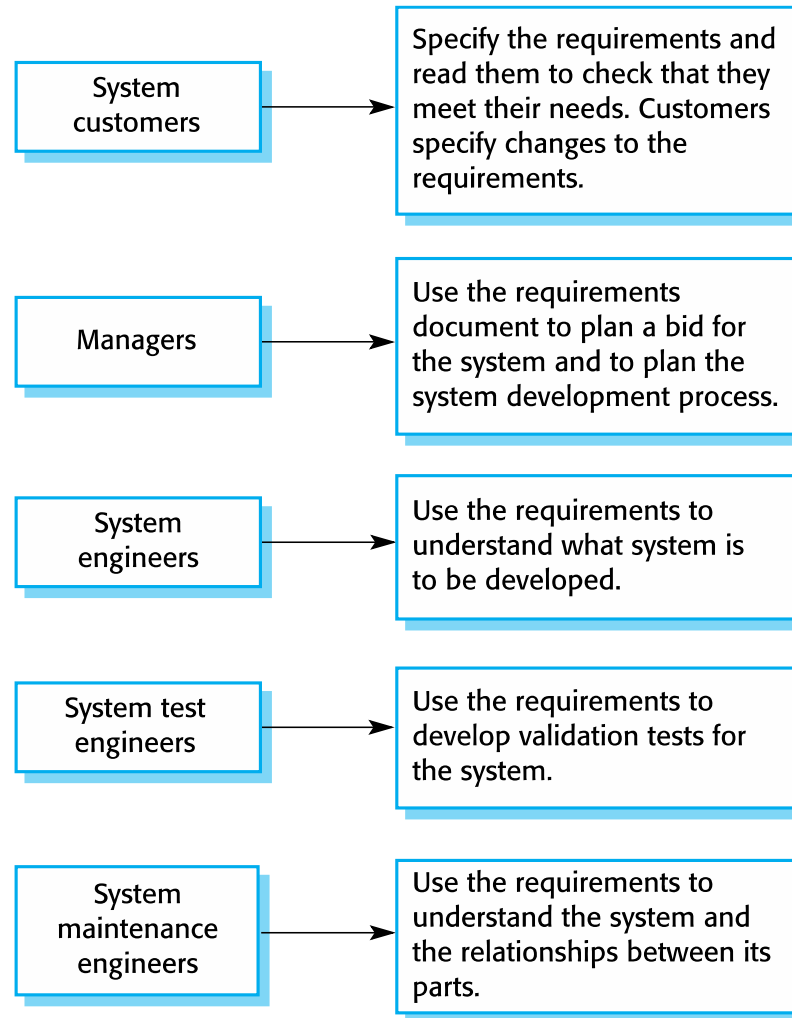 System
customers
Specify the requirements and
read them to check that they
meet their needs. Customers
specify changes to the
requirements.
Managers
Use the requirements
document to plan a bid for
the system and to plan the
system development process.
System
engineers
Use the requirements to
understand what system is
to be developed.
System test
engineers
Use the requirements to
develop validation tests for
the system.
System
maintenance
engineers
Use the requirements to
understand the system and
the relationships between its
parts.